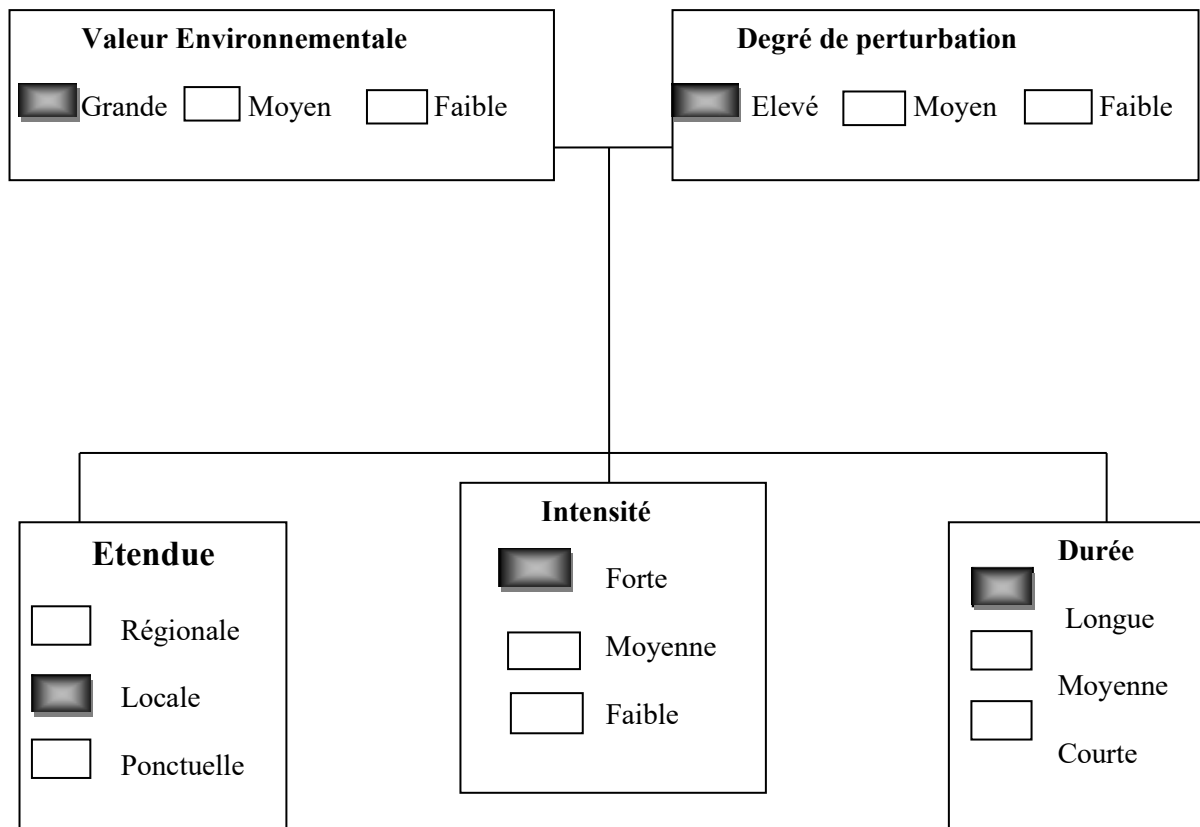 Valeur Environnementale
Grande Moyen Faible
Degré de perturbation
Elevé Moyen Faible
Etendue
Régionale
Locale
Ponctuelle
Intensité
Forte
Moyenne
Faible
Durée
Longue
Moyenne
Courte